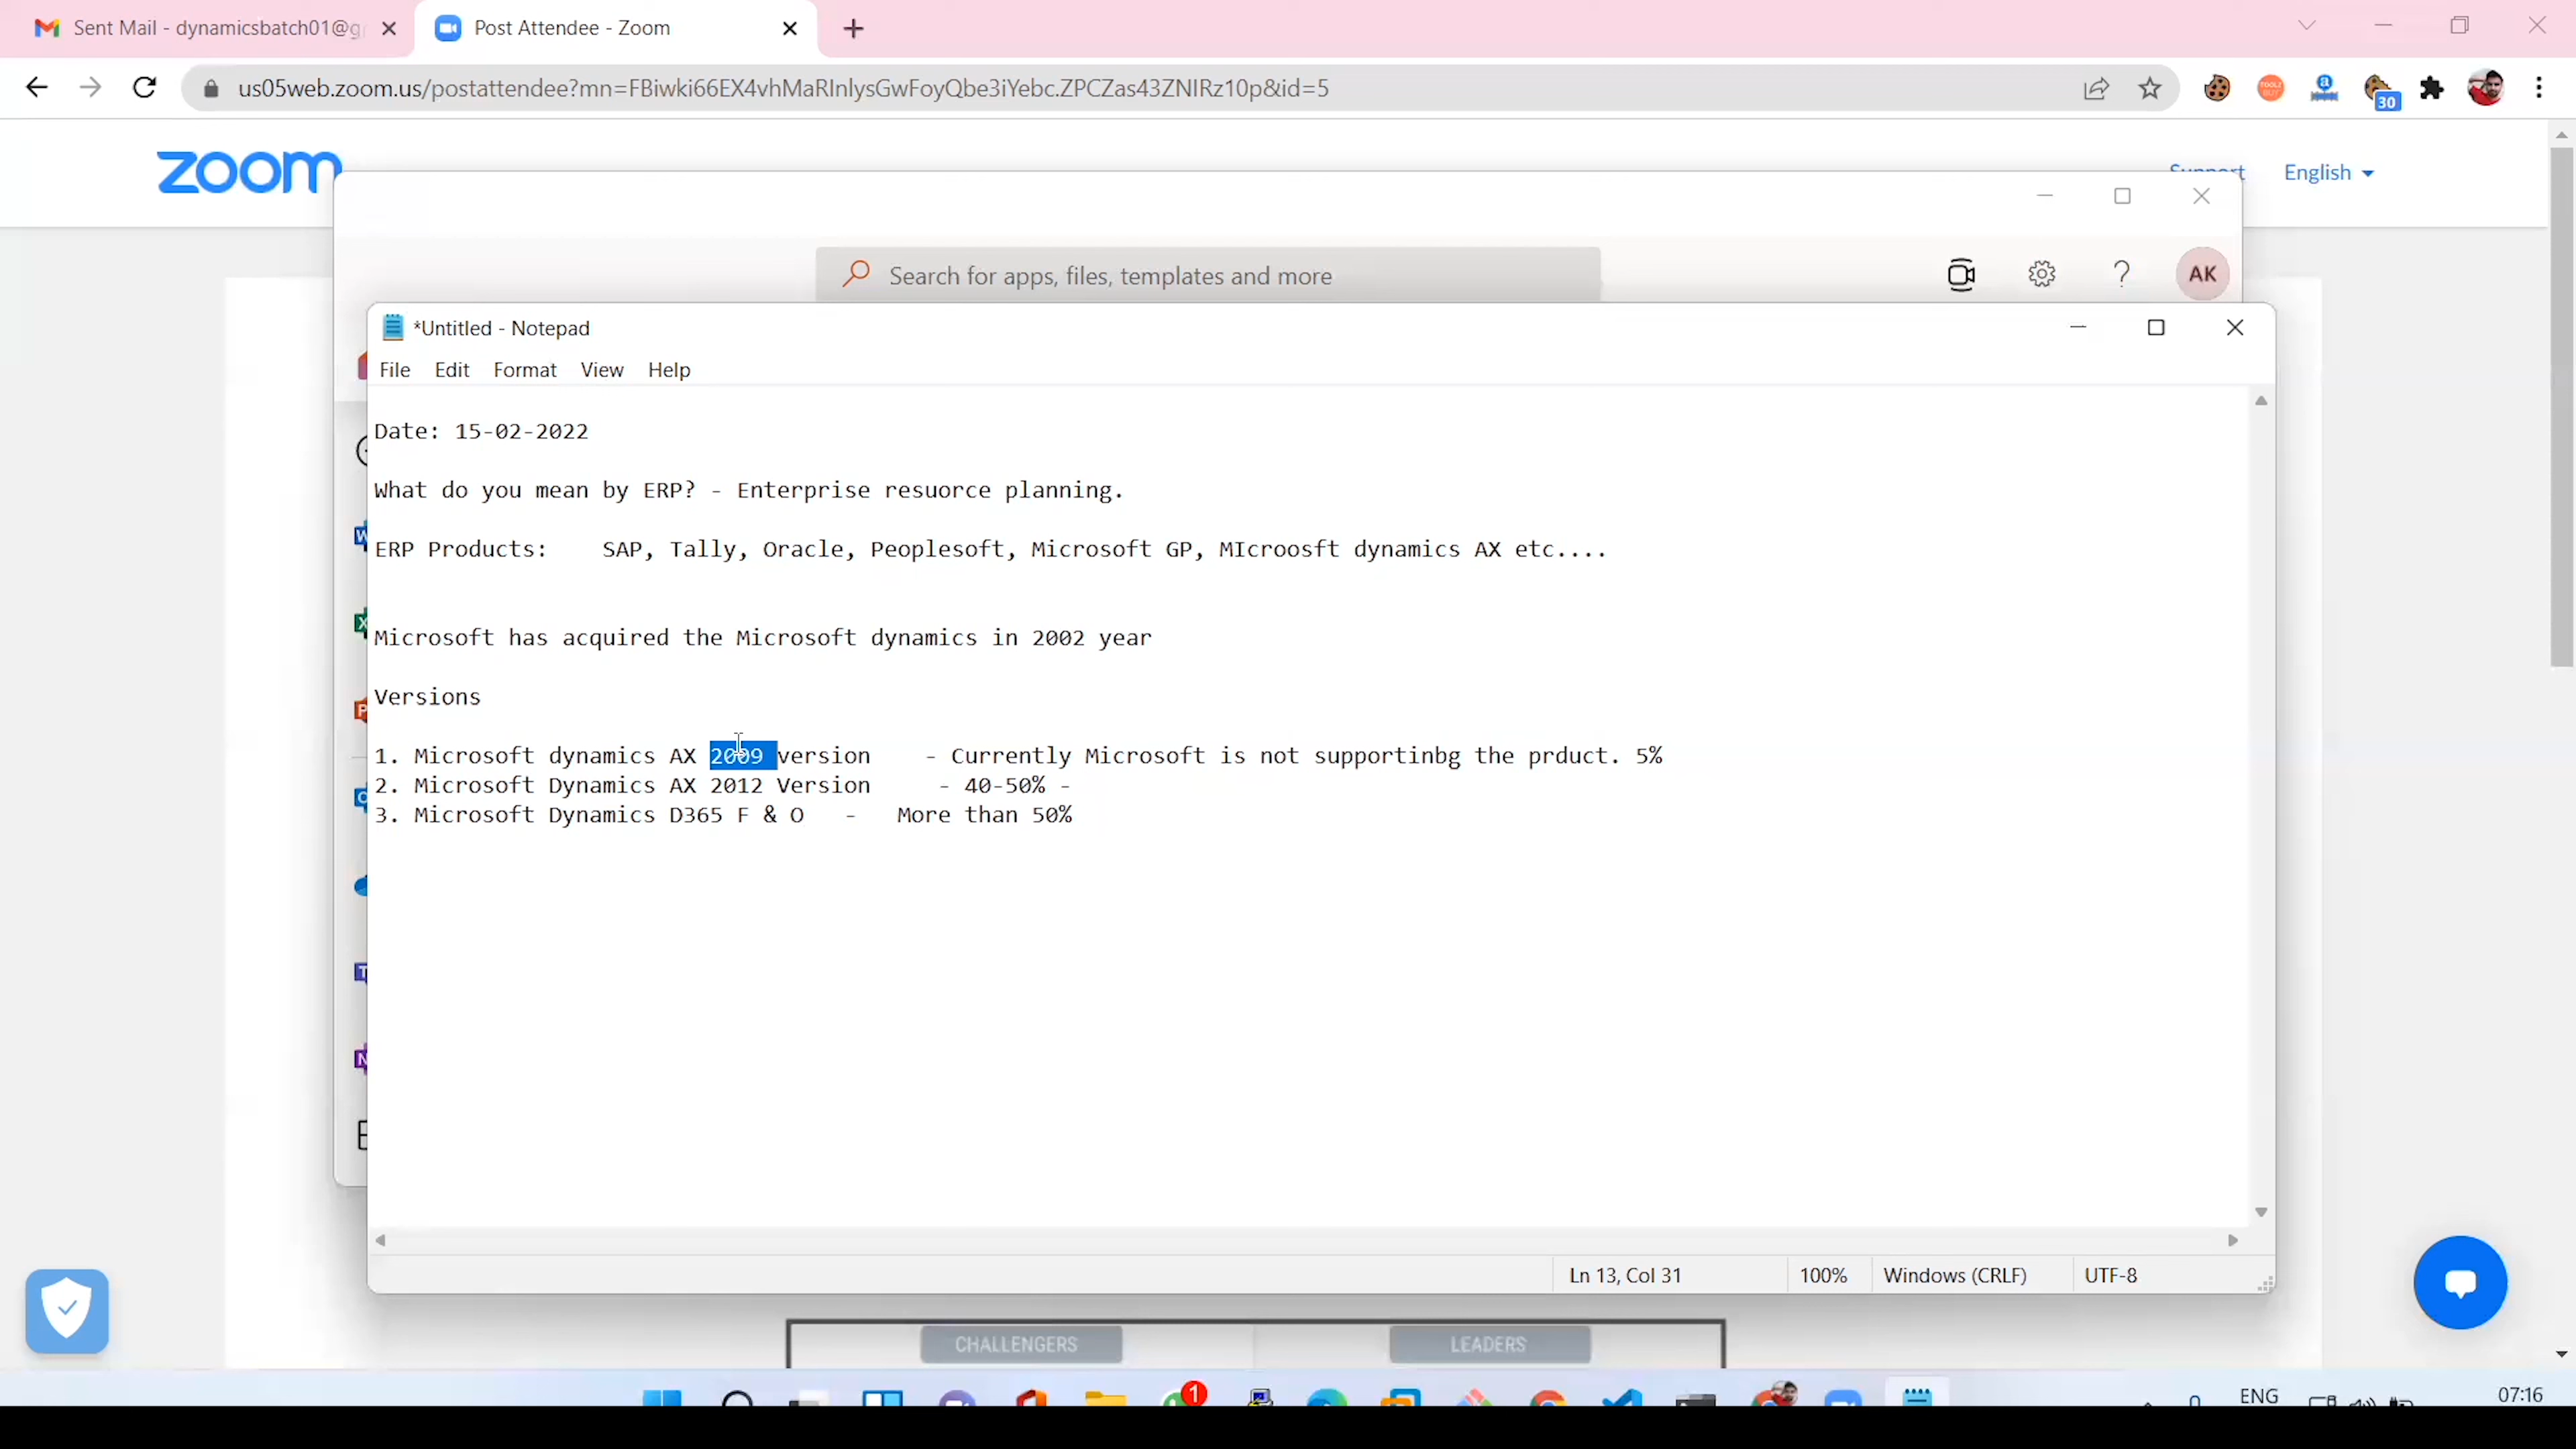 Sent Mail - dynamicsbatch01@g
Post Attendee - Zoom
us05web.zoom.us/postattendee?mn=FBiwki66EX4vhMaRInlysGwFoyQbe3iYebc.ZPCZas43ZNIRz10p&id=5
30
zoom
Support
English
Search for apps, files, templates and more
AK
*Untitled - Notepad
File Edit Format View Help
Date: 15-02-2022
What do you mean by ERP? - Enterprise resuorce planning.
ERP Products: SAP, Tally, Oracle, Peoplesoft, Microsoft GP, MIcroosft dynamics AX etc....
Microsoft has acquired the Microsoft dynamics in 2002 year
Versions
1. Microsoft dynamics AX 2009 version - Currently Microsoft is not supportinbg the prduct. 5%
2. Microsoft Dynamics AX 2012 Version - 40-50% -
3. Microsoft Dynamics D365 F & O - More than 50%
Ln 13, Col 31 100% Windows (CRLF) UTF-8
CHALLENGERS LEADERS
1
ENG 07:16